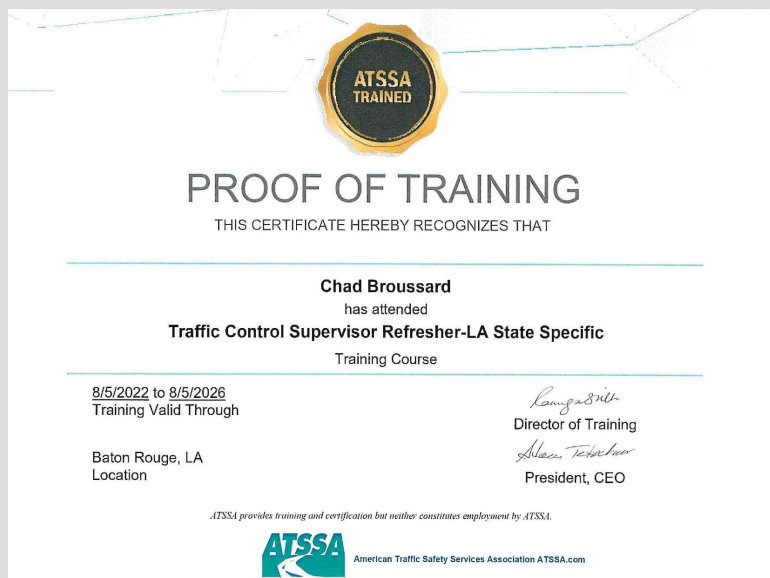 ATSSA
TRAINED
PROOF OF TRAINING
THIS CERTIFICATE HEREBY RECOGNIZES THAT
Chad Broussard
has attended
Traffic Control Supervisor Refresher-LA State Specific
Training Course
8/5/2022 to 8/5/2026
Training Valid Through
Director of Training
Baton Rouge, LA
Location
President, CEO
ATSSA provides training and certification but neither constitutes employment by ATSSA.
ATSSA
American Traffic Safety Services Association ATSSA.com